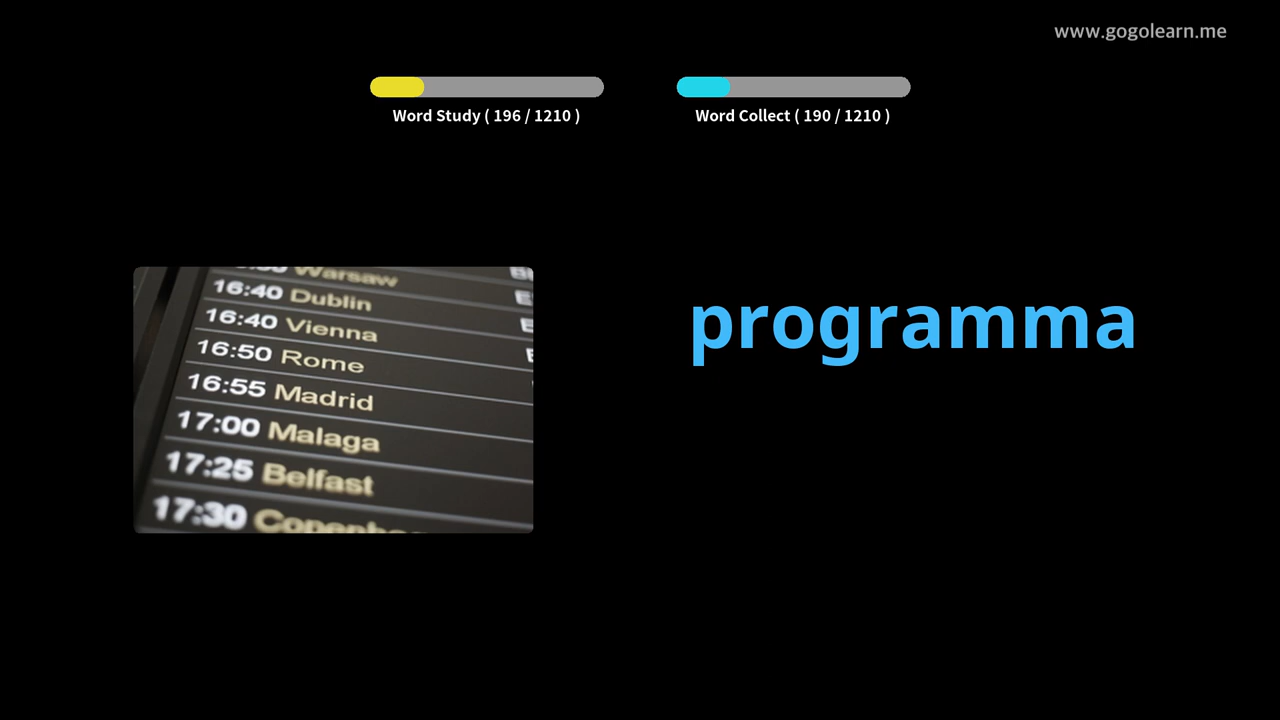 www.gogolearn.me
Word Study ( 196 / 1210 )
Word Collect ( 190 / 1210 )
Warsaw
16:40 Dublin
16:40 Vienna
16:50 Rome
16:55 Madrid
17:00 Malaga
17:25 Belfast
17:30
programma